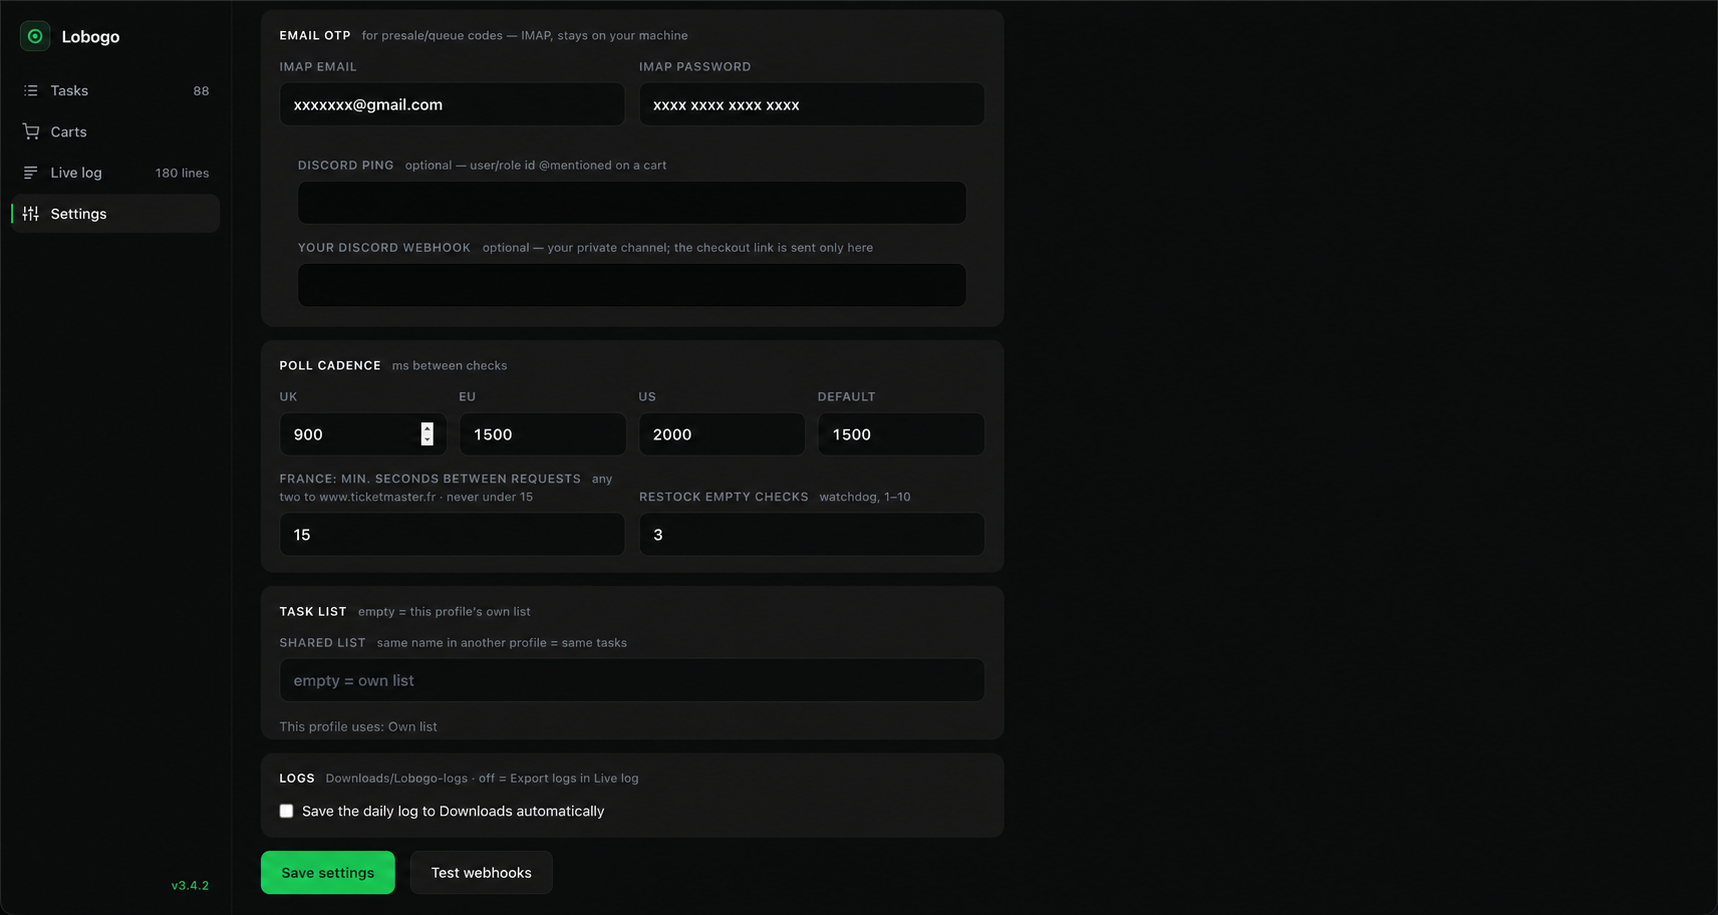 Lobogo
Tasks 88
Carts
Live log 180 lines
Settings
v3.4.2
EMAIL OTP for presale/queue codes — IMAP, stays on your machine
IMAP EMAIL IMAP PASSWORD
xxxxxxx@gmail.com xxxx xxxx xxxx xxxx
DISCORD PING optional — user/role id @mentioned on a cart
YOUR DISCORD WEBHOOK optional — your private channel; the checkout link is sent only here
POLL CADENCE ms between checks
UK EU US DEFAULT
900 1500 2000 1500
FRANCE: MIN. SECONDS BETWEEN REQUESTS any
two to www.ticketmaster.fr · never under 15 RESTOCK EMPTY CHECKS watchdog, 1–10
15 3
TASK LIST empty = this profile's own list
SHARED LIST same name in another profile = same tasks
empty = own list
This profile uses: Own list
LOGS Downloads/Lobogo-logs · off = Export logs in Live log
Save the daily log to Downloads automatically
Save settings Test webhooks